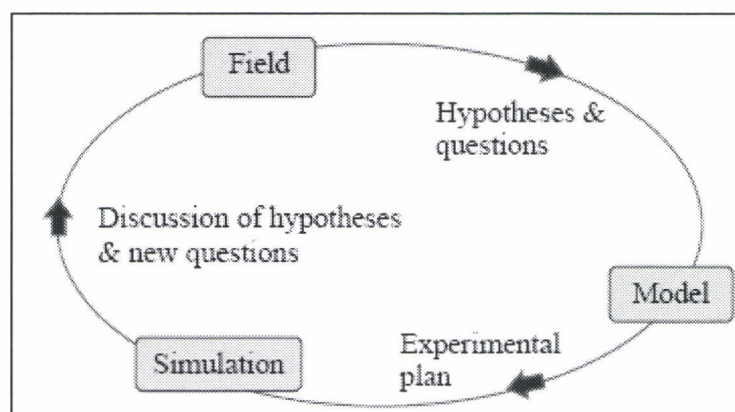 Field
Hypotheses &
questions
Discussion of hypotheses
& new questions
Model
Experimental
plan
Simulation